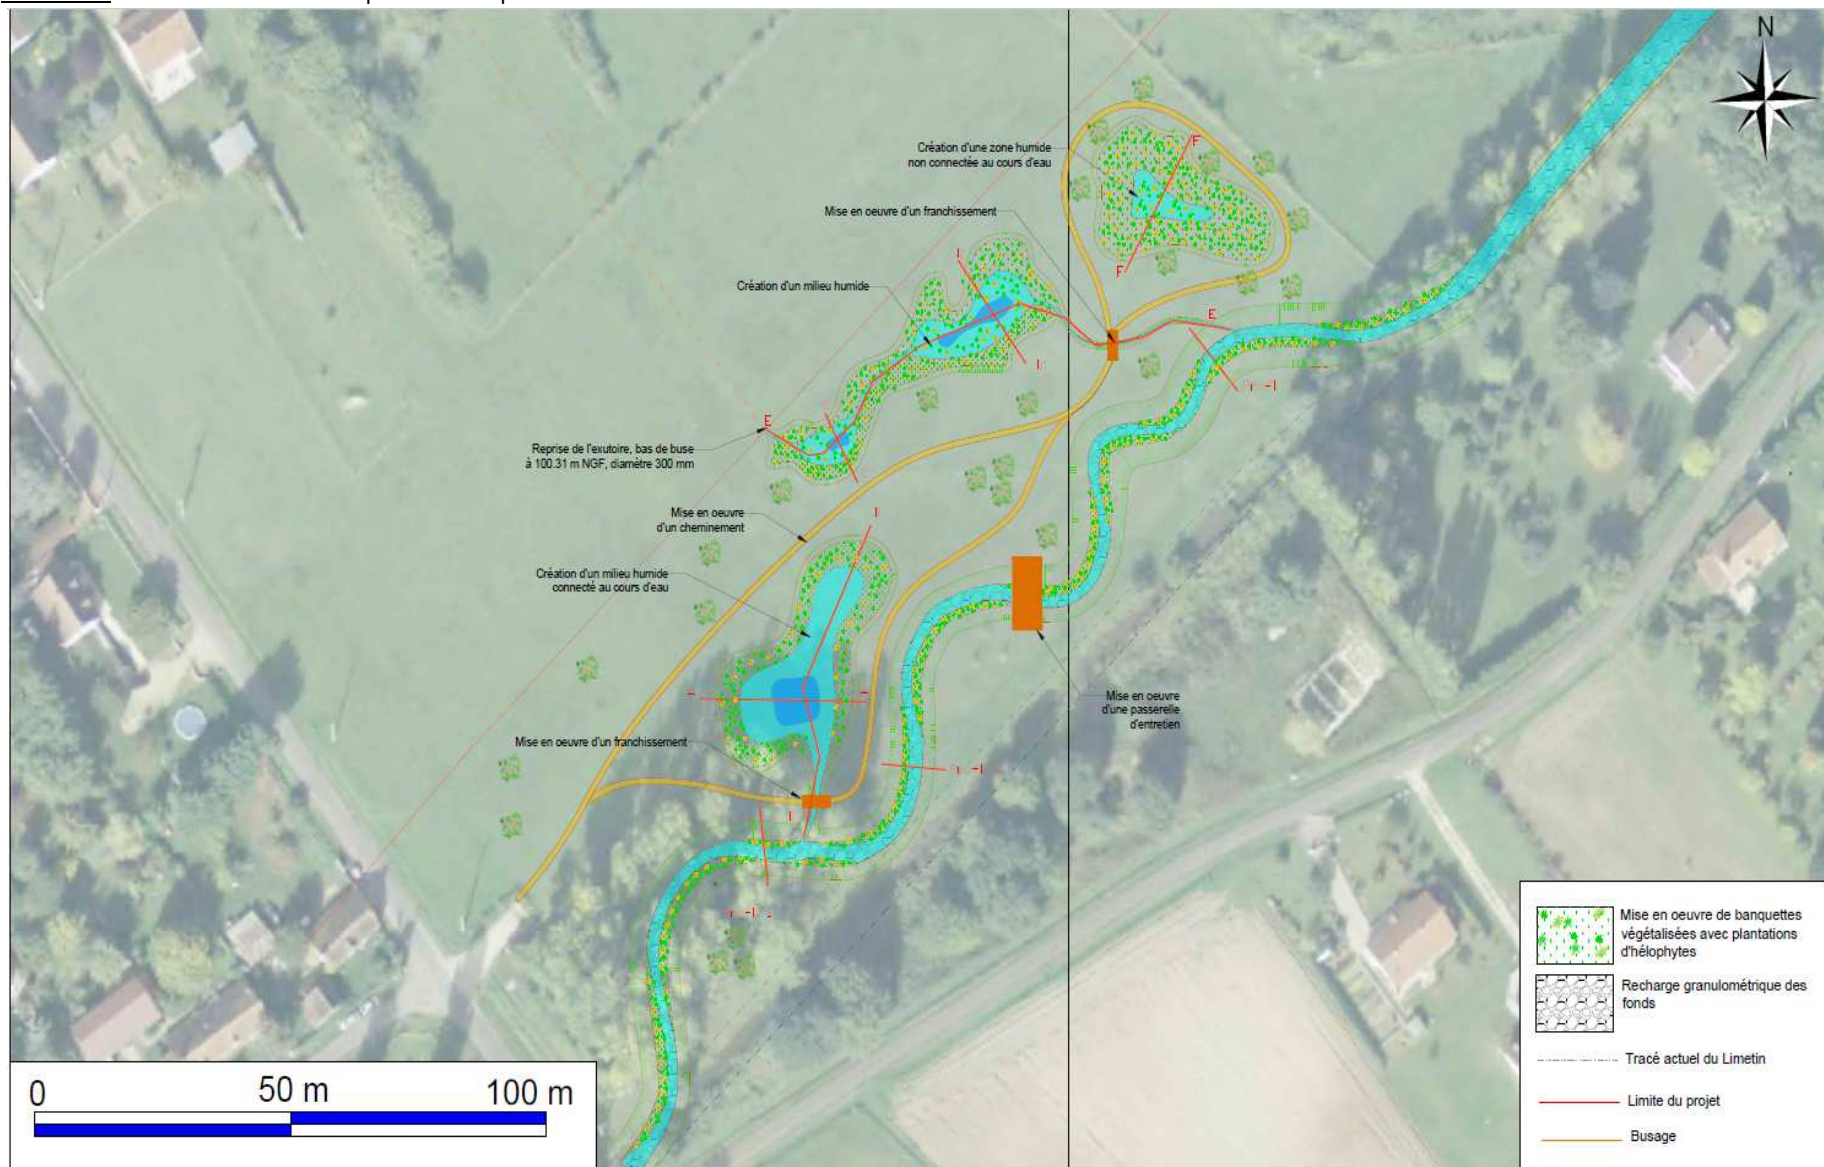 N
Création d'une zone humide
non connectée au cours d'eau
F
Mise en oeuvre d'un franchissement
F
Création d'un milieu humide
E
E
Reprise de l'exutoire, bas de buse
à 100.31 m NGF, diamètre 300 mm
Mise en oeuvre
d'un cheminement
Création d'un milieu humide
connecté au cours d'eau
Mise en oeuvre
d'une passerelle
d'entretien
Mise en oeuvre d'un franchissement
Mise en oeuvre de banquettes
végétalisées avec plantations
d'hélophytes
Recharge granulométrique des
fonds
Tracé actuel du Limetin
Limite du projet
Busage
0 50 m 100 m